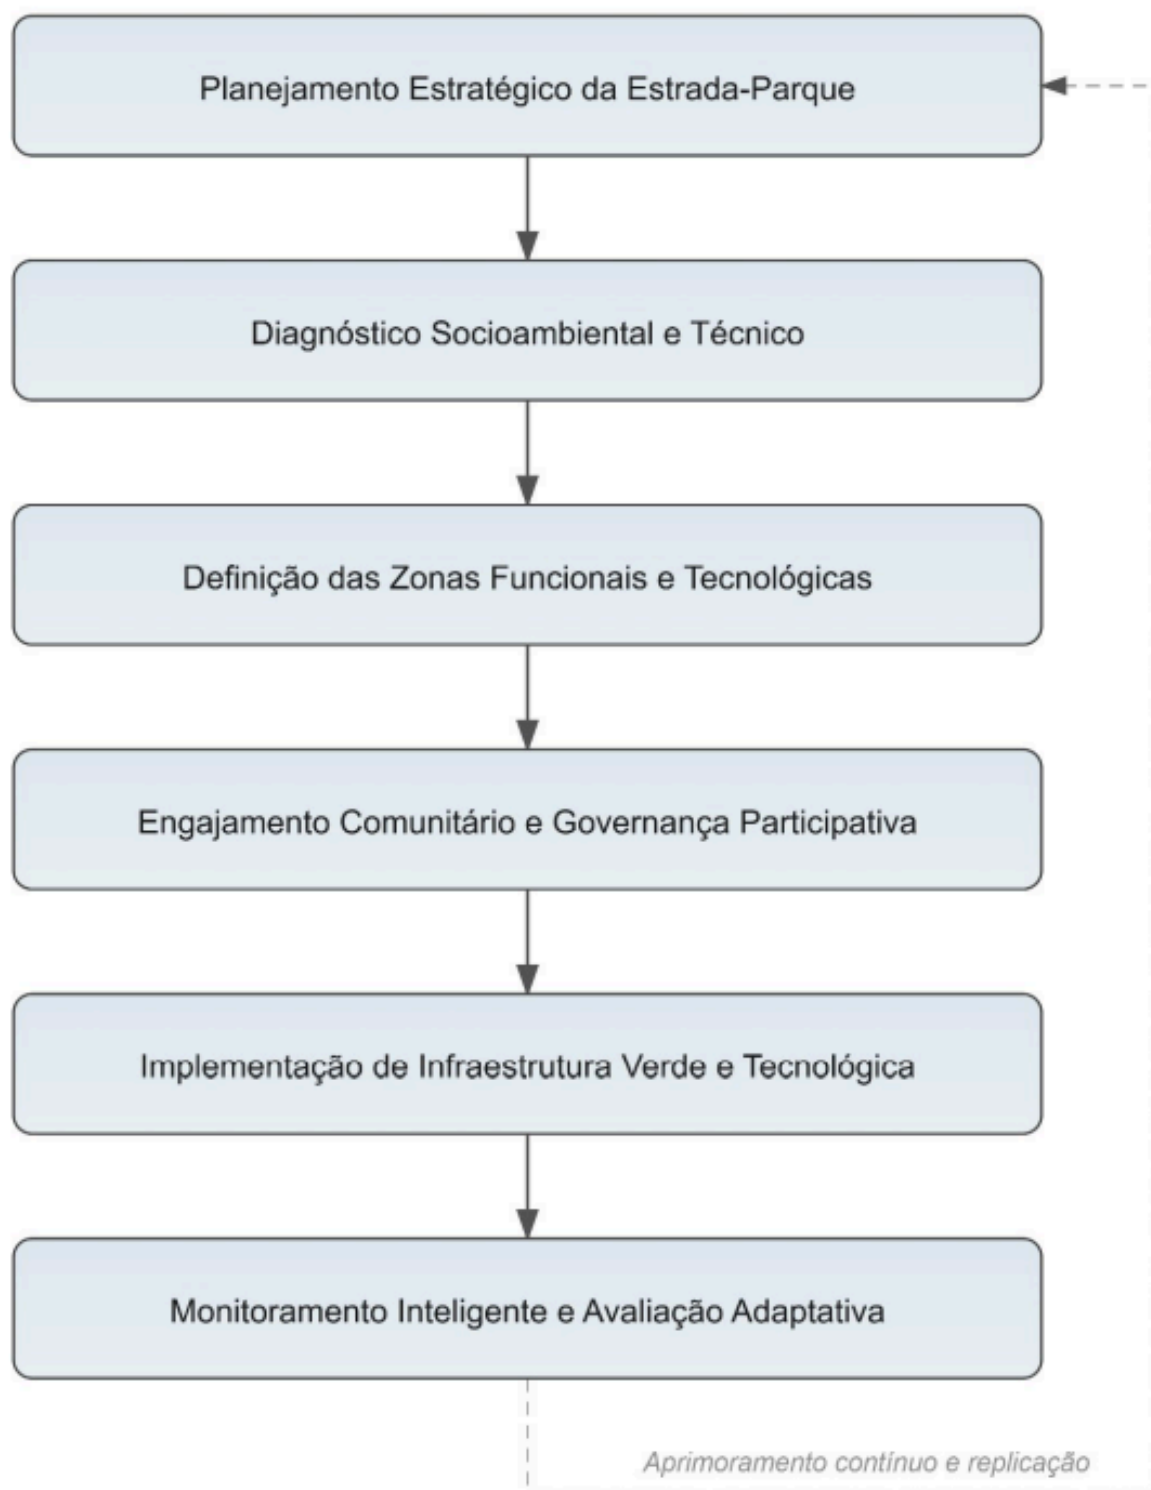 Planejamento Estratégico da Estrada-Parque
Diagnóstico Socioambiental e Técnico
Definição das Zonas Funcionais e Tecnológicas
Engajamento Comunitário e Governança Participativa
Implementação de Infraestrutura Verde e Tecnológica
Monitoramento Inteligente e Avaliação Adaptativa
Aprimoramento contínuo e replicação